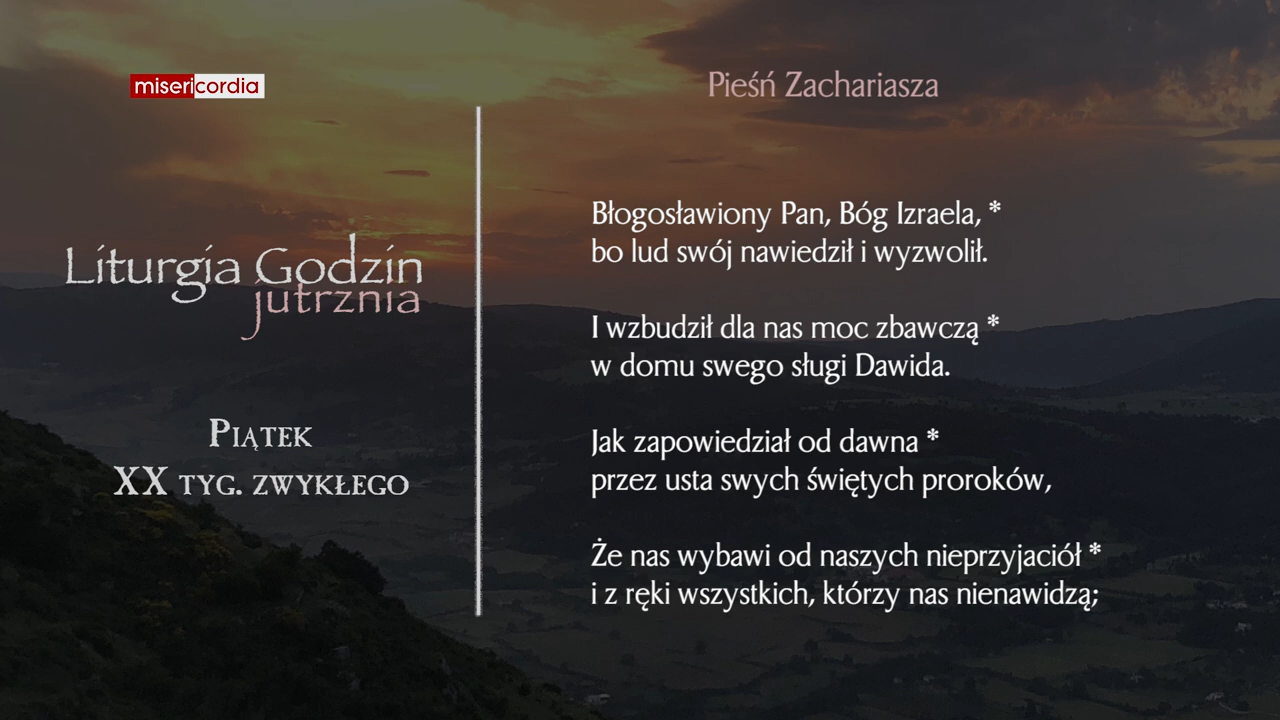 misericordia
Liturgia Godzin
jutrznia
Piątek
XX tyg. zwykłego
Pieśń Zachariasza
Błogosławiony Pan, Bóg Izraela, *
bo lud swój nawiedził i wyzwolił.
I wzbudził dla nas moc zbawczą *
w domu swego sługi Dawida.
Jak zapowiedział od dawna *
przez usta swych świętych proroków,
Że nas wybawi od naszych nieprzyjaciół *
i z ręki wszystkich, którzy nas nienawidzą;